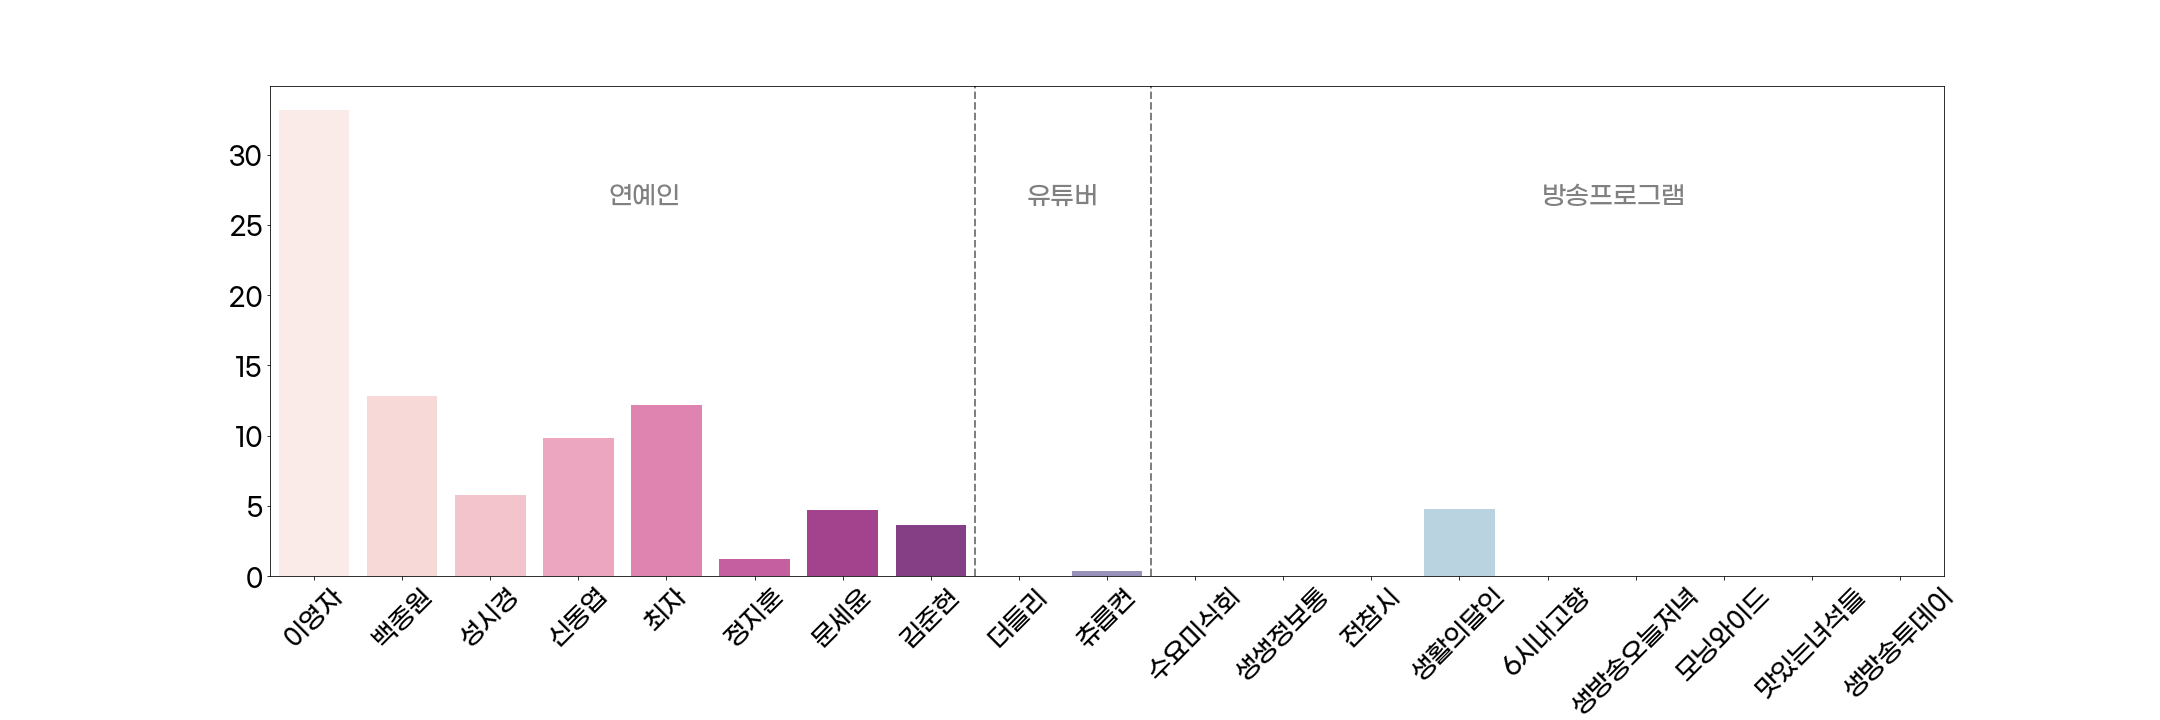 30
25
20
15
10
5
0
연예인
유튜버
방송프로그램
이영자
백종원
성시경
신동엽
최자
정지훈
문세윤
김준현
더들리
츄릅켠
수요미식회
생생정보통
전참시
생활의달인
6시내고향
생방송오늘저녁
모닝와이드
맛있는녀석들
생방송투데이